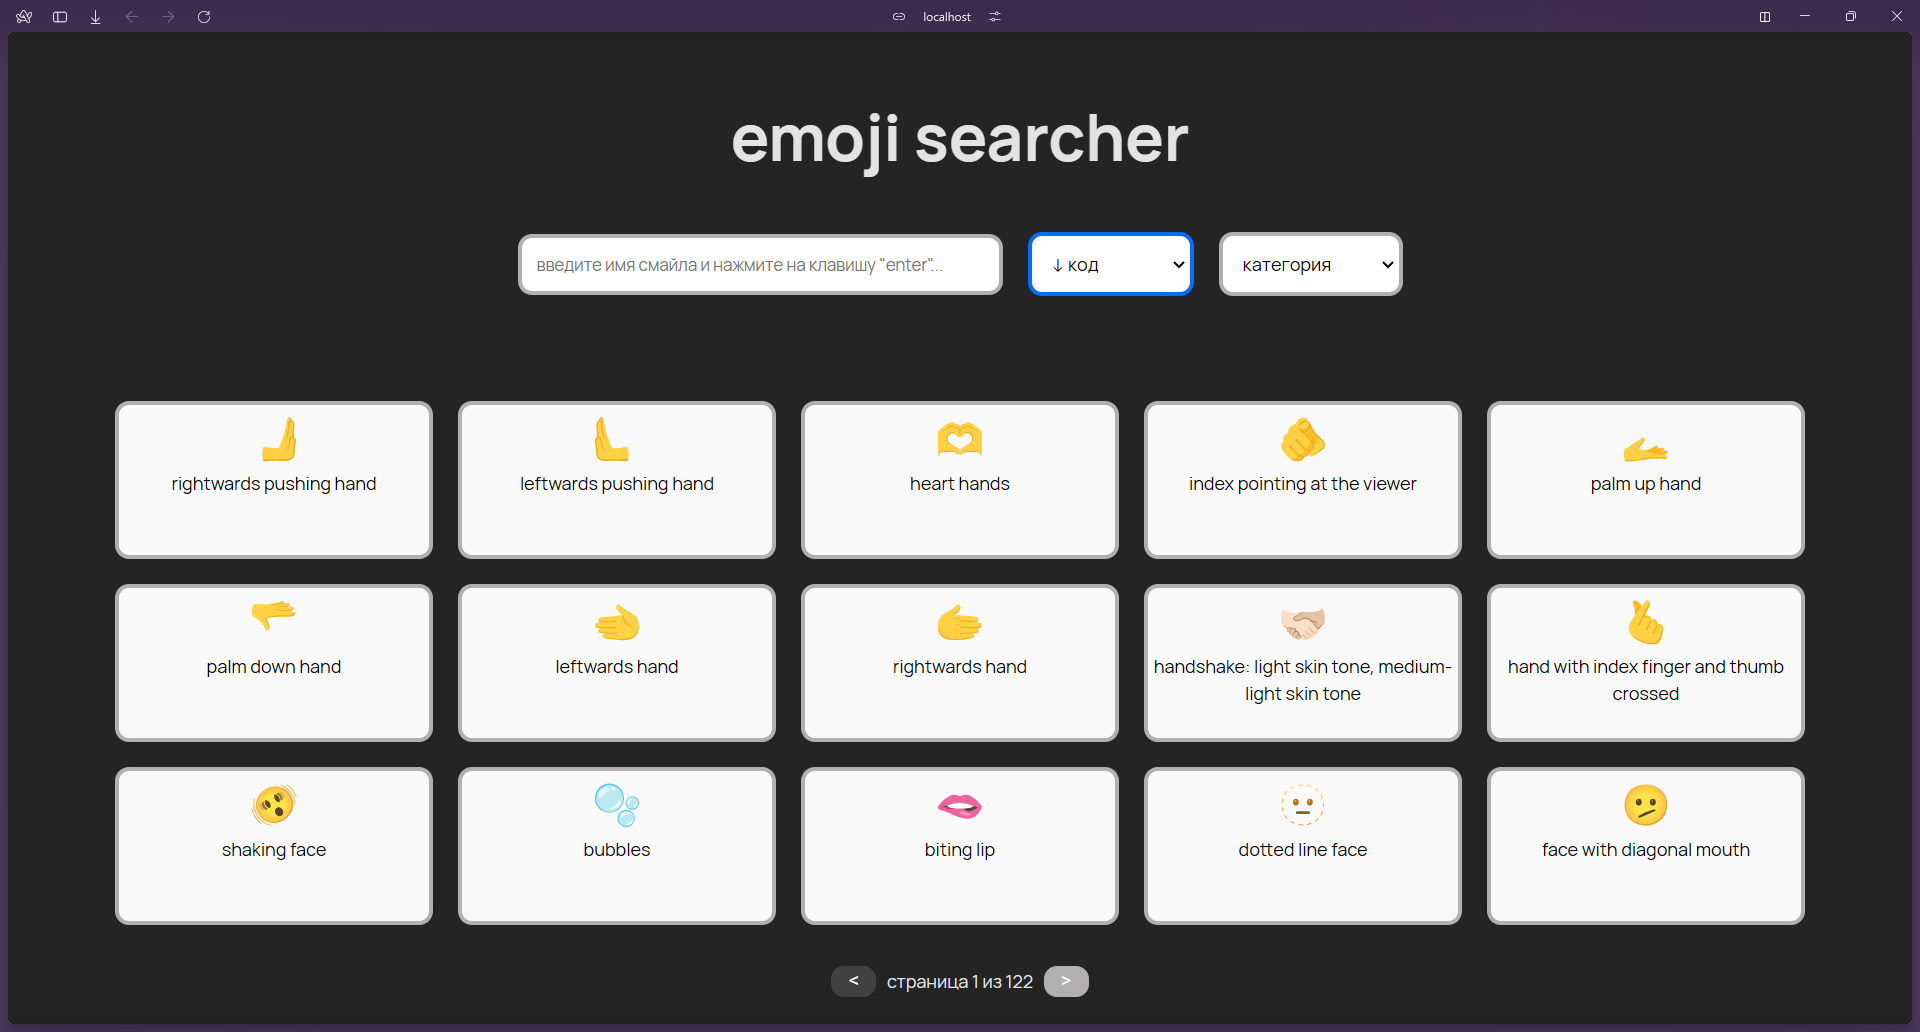 localhost
emoji searcher
введите имя смайла и нажмите на клавишу "enter"...
↓ код
категория
rightwards pushing hand
leftwards pushing hand
heart hands
index pointing at the viewer
palm up hand
palm down hand
leftwards hand
rightwards hand
handshake: light skin tone, medium-
light skin tone
hand with index finger and thumb
crossed
shaking face
bubbles
biting lip
dotted line face
face with diagonal mouth
< страница 1 из 122 >